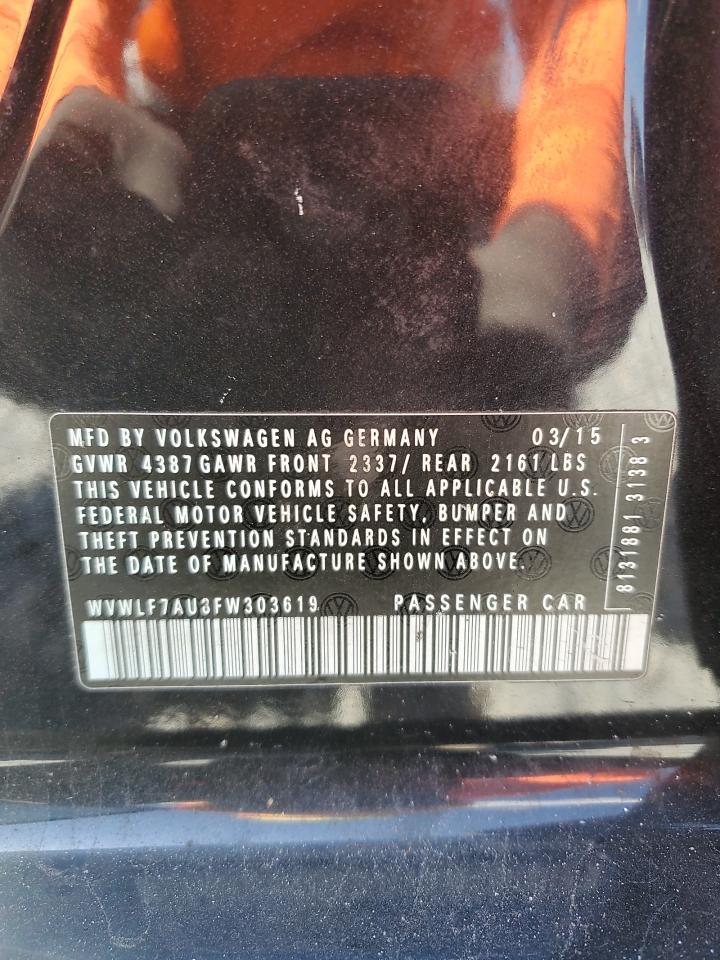 MFD BY VOLKSWAGEN AG GERMANY 03/15
GVWR 4387 GAWR FRONT 2337/ REAR 2161 LBS
THIS VEHICLE CONFORMS TO ALL APPLICABLE U.S.
FEDERAL MOTOR VEHICLE SAFETY, BUMPER AND
THEFT PREVENTION STANDARDS IN EFFECT ON
THE DATE OF MANUFACTURE SHOWN ABOVE.
WVWLF7AU3FW303619 PASSENGER CAR
8131881 3138 3